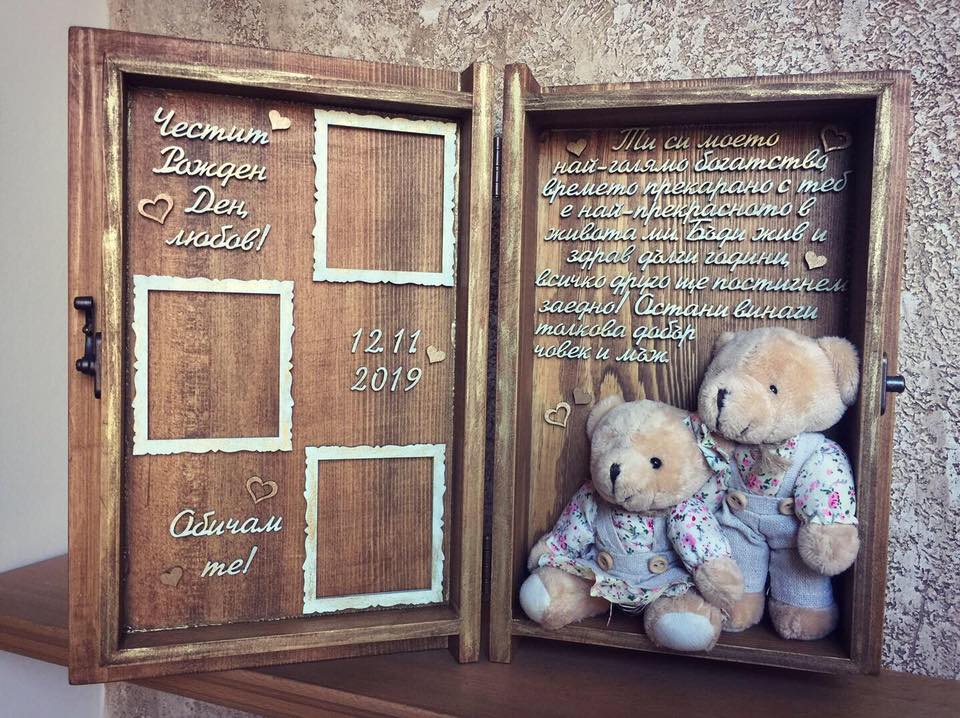 Честит
Рожден
Ден,
любов!
12.11
2019
Обичам
те!
Ти си моето
най-голямо богатство,
времето прекарано с теб
е най-прекрасното в
живота ми. Бъди жив и
здрав дълги години,
всичко друго ще постигнем
заедно! Остани винаги
толкова добър
човек и мъж.